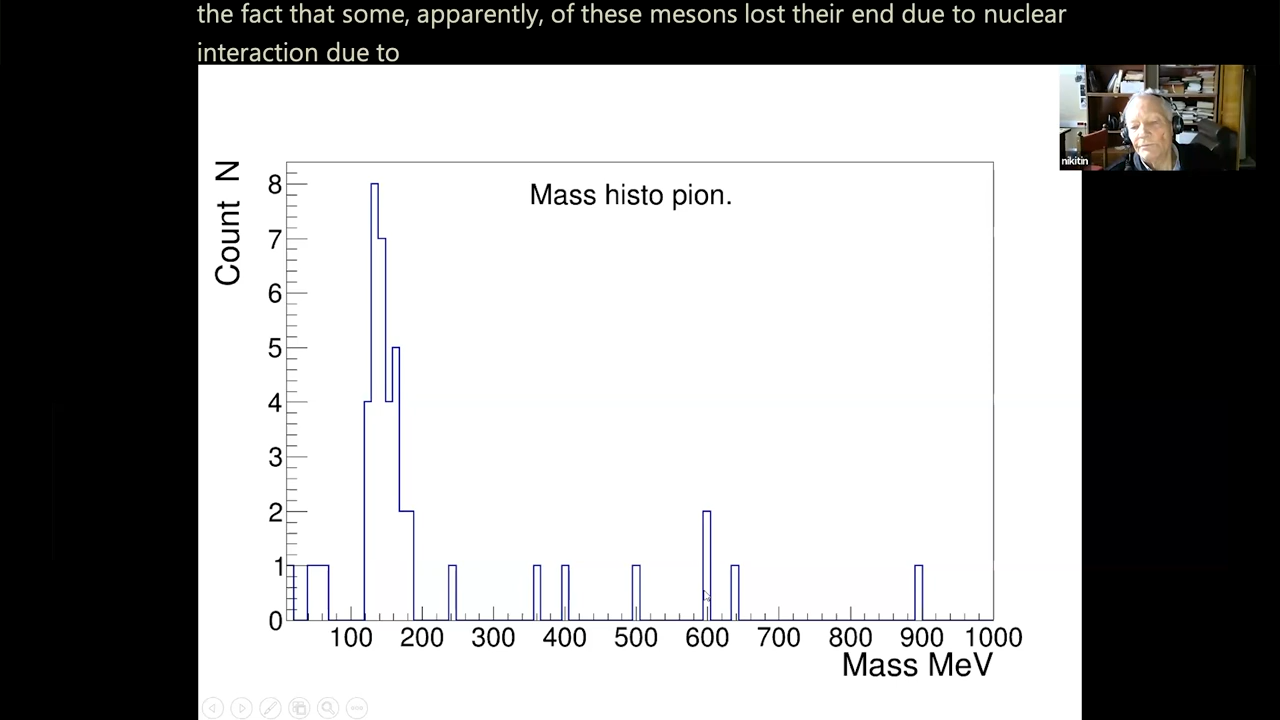 the fact that some, apparently, of these mesons lost their end due to nuclear
interaction due to
nikitin
Mass histo pion.
Count N
8
7
6
5
4
3
2
1
0
100 200 300 400 500 600 700 800 900 1000
Mass MeV